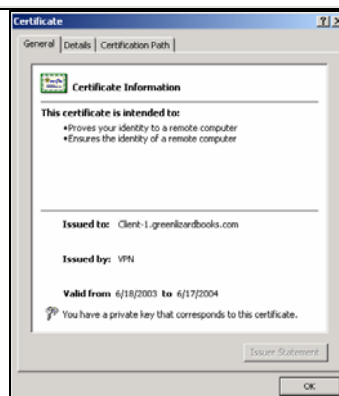 Certificate
General Details Certification Path
Certificate Information
This certificate is intended to:
•Proves your identity to a remote computer
•Ensures the identity of a remote computer
Issued to: Client-1.greenlizardbooks.com
Issued by: VPN
Valid from 6/18/2003 to 6/17/2004
You have a private key that corresponds to this certificate.
Issuer Statement
OK